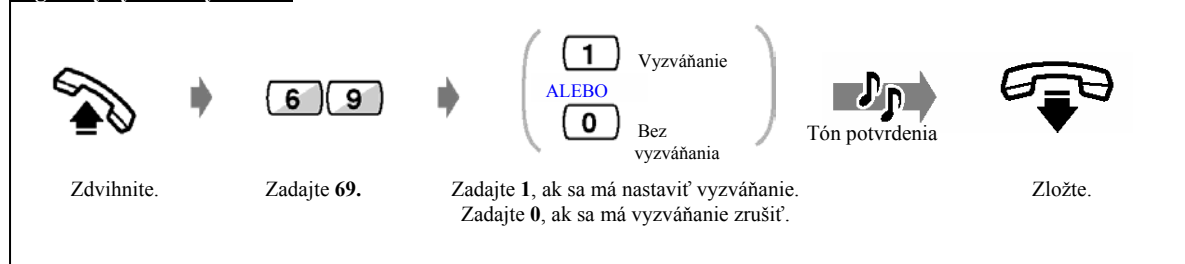 1 Vyzváňanie
ALEBO
6 9
0 Bez
vyzváňania
Tón potvrdenia
Zdvihnite.
Zadajte 69.
Zadajte 1, ak sa má nastaviť vyzváňanie.
Zadajte 0, ak sa má vyzváňanie zrušiť.
Zložte.